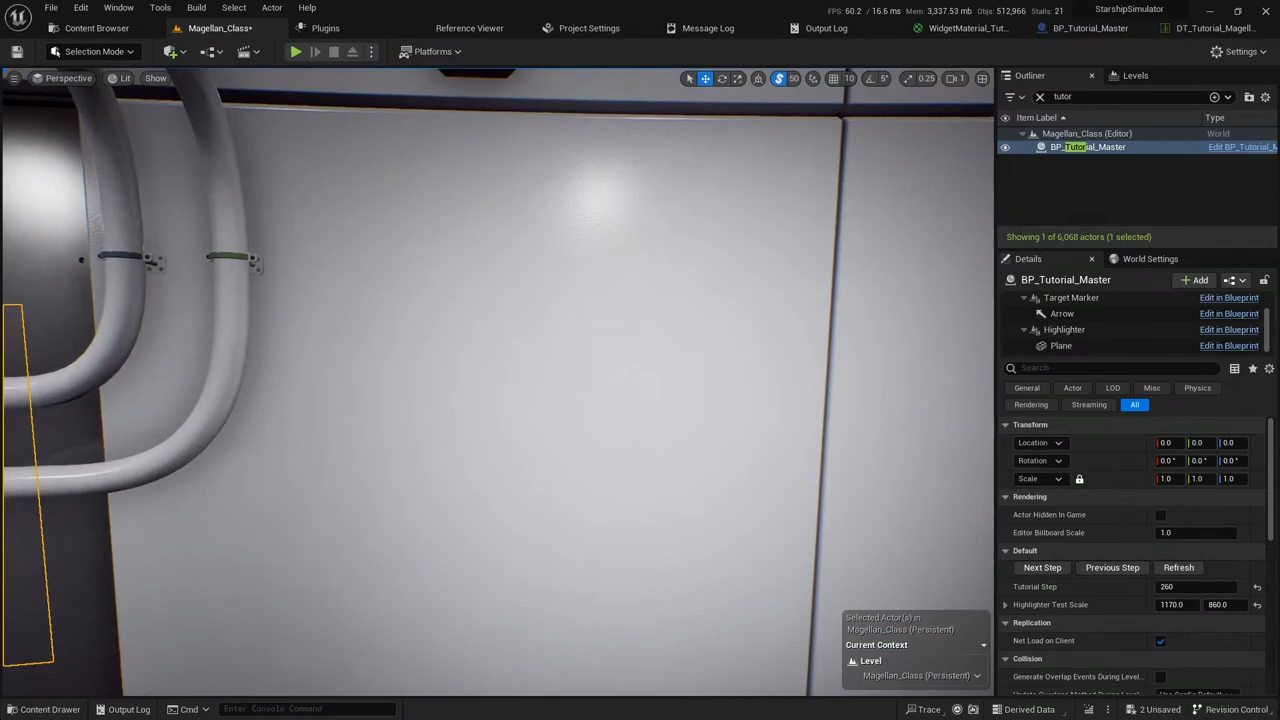 File Edit Window Tools Build Select Actor Help
FPS: 60.2 / 16.6 ms Mem: 3,337.53 mb Objs: 512,966 Stalls: 21
StarshipSimulator
Content Browser Magellan_Class• Plugins Reference Viewer Project Settings Message Log Output Log WidgetMaterial_Tut... BP_Tutorial_Master DT_Tutorial_Magell...
Selection Mode Platforms Settings
Perspective Lit Show 50 10 5° 0.25 1
Outliner Levels
tutor
Item Label Type
Magellan_Class (Editor) World
BP_Tutorial_Master Edit BP_Tutorial_M
Showing 1 of 6,068 actors (1 selected)
Details World Settings
BP_Tutorial_Master Add
Target Marker Edit in Blueprint
Arrow Edit in Blueprint
Highlighter Edit in Blueprint
Plane Edit in Blueprint
Search
General Actor LOD Misc Physics
Rendering Streaming All
Transform
Location 0.0 0.0 0.0
Rotation 0.0° 0.0° 0.0°
Scale 1.0 1.0 1.0
Rendering
Actor Hidden In Game
Editor Billboard Scale 1.0
Default
Next Step Previous Step Refresh
Tutorial Step 260
Highlighter Test Scale 1170.0 860.0
Replication
Net Load on Client
Collision
Generate Overlap Events During Level...
Selected Actor(s) in
Magellan_Class (Persistent)
Current Context
Level
Magellan_Class (Persistent)
Content Drawer Output Log Cmd Enter Console Command Trace Derived Data 2 Unsaved Revision Control